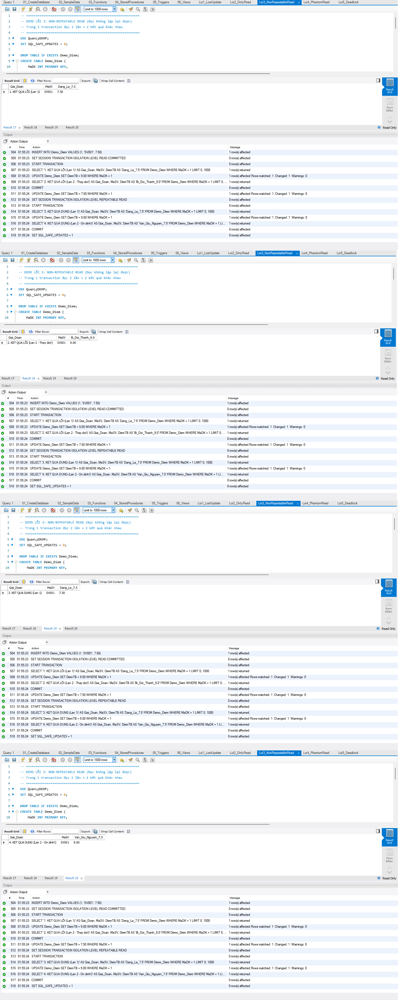 Query 1 01_CreateDatabase 02_SampleData 03_Functions 04_StoredProcedures 05_Triggers 06_Views Loi1_LostUpdate Loi2_DirtyRead Loi3_NonRepeatableRead Loi4_PhantomRead Loi5_Deadlock
Limit to 1000 rows
1 -- ============================================================
2 -- DEMO LỖI 3: NON-REPEATABLE READ (Đọc không lặp lại được)
3 -- Trong 1 transaction đọc 2 lần → 2 kết quả khác nhau
4 -- ============================================================
5 USE QuanLyDKHP;
6 SET SQL_SAFE_UPDATES = 0;
7
8 DROP TABLE IF EXISTS Demo_Diem;
9 CREATE TABLE Demo_Diem (
10 MaDK INT PRIMARY KEY,
Result Grid Filter Rows: Export: Wrap Cell Content:
Giai_Doan MaSV Dang_La_7.5
1. KET QUA LỖI (Lan 1) SV001 7.50
Result Grid
Form Editor
Result 17 Result 18 Result 19 Result 20 Read Only
Output
Action Output
# Time Action Message
504 01:55:23 INSERT INTO Demo_Diem VALUES (1, 'SV001', 7.50) 1 row(s) affected
505 01:55:23 SET SESSION TRANSACTION ISOLATION LEVEL READ COMMITTED 0 row(s) affected
506 01:55:23 START TRANSACTION 0 row(s) affected
507 01:55:23 SELECT '1. KET QUA LỖI (Lan 1)' AS Giai_Doan, MaSV, DiemTB AS 'Dang_La_7.5' FROM Demo_Diem WHERE MaDK = 1 LIMIT 0, 1000 1 row(s) returned
508 01:55:23 UPDATE Demo_Diem SET DiemTB = 9.00 WHERE MaDK = 1 1 row(s) affected Rows matched: 1 Changed: 1 Warnings: 0
509 01:55:23 SELECT '2. KET QUA LỖI (Lan 2 - Thay doi!)' AS Giai_Doan, MaSV, DiemTB AS 'Bi_Doi_Thanh_9.0' FROM Demo_Diem WHERE MaDK = 1 LIMIT 0, ... 1 row(s) returned
510 01:55:24 COMMIT 0 row(s) affected
511 01:55:24 UPDATE Demo_Diem SET DiemTB = 7.50 WHERE MaDK = 1 1 row(s) affected Rows matched: 1 Changed: 1 Warnings: 0
512 01:55:24 SET SESSION TRANSACTION ISOLATION LEVEL REPEATABLE READ 0 row(s) affected
513 01:55:24 START TRANSACTION 0 row(s) affected
514 01:55:24 SELECT '3. KET QUA DUNG (Lan 1)' AS Giai_Doan, MaSV, DiemTB AS 'Dang_La_7.5' FROM Demo_Diem WHERE MaDK = 1 LIMIT 0, 1000 1 row(s) returned
515 01:55:24 UPDATE Demo_Diem SET DiemTB = 9.00 WHERE MaDK = 1 1 row(s) affected Rows matched: 1 Changed: 1 Warnings: 0
516 01:55:24 SELECT '4. KET QUA DUNG (Lan 2 - On dinh!)' AS Giai_Doan, MaSV, DiemTB AS 'Van_Giu_Nguyen_7.5' FROM Demo_Diem WHERE MaDK = 1 LI... 1 row(s) returned
517 01:55:24 COMMIT 0 row(s) affected
518 01:55:24 SET SQL_SAFE_UPDATES = 1 0 row(s) affected
Query 1 01_CreateDatabase 02_SampleData 03_Functions 04_StoredProcedures 05_Triggers 06_Views Loi1_LostUpdate Loi2_DirtyRead Loi3_NonRepeatableRead Loi4_PhantomRead Loi5_Deadlock
Limit to 1000 rows
1 -- ============================================================
2 -- DEMO LỖI 3: NON-REPEATABLE READ (Đọc không lặp lại được)
3 -- Trong 1 transaction đọc 2 lần → 2 kết quả khác nhau
4 -- ============================================================
5 USE QuanLyDKHP;
6 SET SQL_SAFE_UPDATES = 0;
7
8 DROP TABLE IF EXISTS Demo_Diem;
9 CREATE TABLE Demo_Diem (
10 MaDK INT PRIMARY KEY,
Result Grid Filter Rows: Export: Wrap Cell Content:
Giai_Doan MaSV Bi_Doi_Thanh_9.0
2. KET QUA LỖI (Lan 2 - Thay doi!) SV001 9.00
Result Grid
Form Editor
Result 17 Result 18 Result 19 Result 20 Read Only
Output
Action Output
# Time Action Message
504 01:55:23 INSERT INTO Demo_Diem VALUES (1, 'SV001', 7.50) 1 row(s) affected
505 01:55:23 SET SESSION TRANSACTION ISOLATION LEVEL READ COMMITTED 0 row(s) affected
506 01:55:23 START TRANSACTION 0 row(s) affected
507 01:55:23 SELECT '1. KET QUA LỖI (Lan 1)' AS Giai_Doan, MaSV, DiemTB AS 'Dang_La_7.5' FROM Demo_Diem WHERE MaDK = 1 LIMIT 0, 1000 1 row(s) returned
508 01:55:23 UPDATE Demo_Diem SET DiemTB = 9.00 WHERE MaDK = 1 1 row(s) affected Rows matched: 1 Changed: 1 Warnings: 0
509 01:55:23 SELECT '2. KET QUA LỖI (Lan 2 - Thay doi!)' AS Giai_Doan, MaSV, DiemTB AS 'Bi_Doi_Thanh_9.0' FROM Demo_Diem WHERE MaDK = 1 LIMIT 0, ... 1 row(s) returned
510 01:55:24 COMMIT 0 row(s) affected
511 01:55:24 UPDATE Demo_Diem SET DiemTB = 7.50 WHERE MaDK = 1 1 row(s) affected Rows matched: 1 Changed: 1 Warnings: 0
512 01:55:24 SET SESSION TRANSACTION ISOLATION LEVEL REPEATABLE READ 0 row(s) affected
513 01:55:24 START TRANSACTION 0 row(s) affected
514 01:55:24 SELECT '3. KET QUA DUNG (Lan 1)' AS Giai_Doan, MaSV, DiemTB AS 'Dang_La_7.5' FROM Demo_Diem WHERE MaDK = 1 LIMIT 0, 1000 1 row(s) returned
515 01:55:24 UPDATE Demo_Diem SET DiemTB = 9.00 WHERE MaDK = 1 1 row(s) affected Rows matched: 1 Changed: 1 Warnings: 0
516 01:55:24 SELECT '4. KET QUA DUNG (Lan 2 - On dinh!)' AS Giai_Doan, MaSV, DiemTB AS 'Van_Giu_Nguyen_7.5' FROM Demo_Diem WHERE MaDK = 1 LI... 1 row(s) returned
517 01:55:24 COMMIT 0 row(s) affected
518 01:55:24 SET SQL_SAFE_UPDATES = 1 0 row(s) affected
Query 1 01_CreateDatabase 02_SampleData 03_Functions 04_StoredProcedures 05_Triggers 06_Views Loi1_LostUpdate Loi2_DirtyRead Loi3_NonRepeatableRead Loi4_PhantomRead Loi5_Deadlock
Limit to 1000 rows
1 -- ============================================================
2 -- DEMO LỖI 3: NON-REPEATABLE READ (Đọc không lặp lại được)
3 -- Trong 1 transaction đọc 2 lần → 2 kết quả khác nhau
4 -- ============================================================
5 USE QuanLyDKHP;
6 SET SQL_SAFE_UPDATES = 0;
7
8 DROP TABLE IF EXISTS Demo_Diem;
9 CREATE TABLE Demo_Diem (
10 MaDK INT PRIMARY KEY,
Result Grid Filter Rows: Export: Wrap Cell Content:
Giai_Doan MaSV Dang_La_7.5
3. KET QUA DUNG (Lan 1) SV001 7.50
Result Grid
Form Editor
Result 17 Result 18 Result 19 Result 20 Read Only
Output
Action Output
# Time Action Message
504 01:55:23 INSERT INTO Demo_Diem VALUES (1, 'SV001', 7.50) 1 row(s) affected
505 01:55:23 SET SESSION TRANSACTION ISOLATION LEVEL READ COMMITTED 0 row(s) affected
506 01:55:23 START TRANSACTION 0 row(s) affected
507 01:55:23 SELECT '1. KET QUA LỖI (Lan 1)' AS Giai_Doan, MaSV, DiemTB AS 'Dang_La_7.5' FROM Demo_Diem WHERE MaDK = 1 LIMIT 0, 1000 1 row(s) returned
508 01:55:23 UPDATE Demo_Diem SET DiemTB = 9.00 WHERE MaDK = 1 1 row(s) affected Rows matched: 1 Changed: 1 Warnings: 0
509 01:55:23 SELECT '2. KET QUA LỖI (Lan 2 - Thay doi!)' AS Giai_Doan, MaSV, DiemTB AS 'Bi_Doi_Thanh_9.0' FROM Demo_Diem WHERE MaDK = 1 LIMIT 0, ... 1 row(s) returned
510 01:55:24 COMMIT 0 row(s) affected
511 01:55:24 UPDATE Demo_Diem SET DiemTB = 7.50 WHERE MaDK = 1 1 row(s) affected Rows matched: 1 Changed: 1 Warnings: 0
512 01:55:24 SET SESSION TRANSACTION ISOLATION LEVEL REPEATABLE READ 0 row(s) affected
513 01:55:24 START TRANSACTION 0 row(s) affected
514 01:55:24 SELECT '3. KET QUA DUNG (Lan 1)' AS Giai_Doan, MaSV, DiemTB AS 'Dang_La_7.5' FROM Demo_Diem WHERE MaDK = 1 LIMIT 0, 1000 1 row(s) returned
515 01:55:24 UPDATE Demo_Diem SET DiemTB = 9.00 WHERE MaDK = 1 1 row(s) affected Rows matched: 1 Changed: 1 Warnings: 0
516 01:55:24 SELECT '4. KET QUA DUNG (Lan 2 - On dinh!)' AS Giai_Doan, MaSV, DiemTB AS 'Van_Giu_Nguyen_7.5' FROM Demo_Diem WHERE MaDK = 1 LI... 1 row(s) returned
517 01:55:24 COMMIT 0 row(s) affected
518 01:55:24 SET SQL_SAFE_UPDATES = 1 0 row(s) affected
Query 1 01_CreateDatabase 02_SampleData 03_Functions 04_StoredProcedures 05_Triggers 06_Views Loi1_LostUpdate Loi2_DirtyRead Loi3_NonRepeatableRead Loi4_PhantomRead Loi5_Deadlock
Limit to 1000 rows
1 -- ============================================================
2 -- DEMO LỖI 3: NON-REPEATABLE READ (Đọc không lặp lại được)
3 -- Trong 1 transaction đọc 2 lần → 2 kết quả khác nhau
4 -- ============================================================
5 USE QuanLyDKHP;
6 SET SQL_SAFE_UPDATES = 0;
7
8 DROP TABLE IF EXISTS Demo_Diem;
9 CREATE TABLE Demo_Diem (
10 MaDK INT PRIMARY KEY,
Result Grid Filter Rows: Export: Wrap Cell Content:
Giai_Doan MaSV Van_Giu_Nguyen_7.5
4. KET QUA DUNG (Lan 2 - On dinh!) SV001 9.00
Result Grid
Form Editor
Result 17 Result 18 Result 19 Result 20 Read Only
Output
Action Output
# Time Action Message
504 01:55:23 INSERT INTO Demo_Diem VALUES (1, 'SV001', 7.50) 1 row(s) affected
505 01:55:23 SET SESSION TRANSACTION ISOLATION LEVEL READ COMMITTED 0 row(s) affected
506 01:55:23 START TRANSACTION 0 row(s) affected
507 01:55:23 SELECT '1. KET QUA LỖI (Lan 1)' AS Giai_Doan, MaSV, DiemTB AS 'Dang_La_7.5' FROM Demo_Diem WHERE MaDK = 1 LIMIT 0, 1000 1 row(s) returned
508 01:55:23 UPDATE Demo_Diem SET DiemTB = 9.00 WHERE MaDK = 1 1 row(s) affected Rows matched: 1 Changed: 1 Warnings: 0
509 01:55:23 SELECT '2. KET QUA LỖI (Lan 2 - Thay doi!)' AS Giai_Doan, MaSV, DiemTB AS 'Bi_Doi_Thanh_9.0' FROM Demo_Diem WHERE MaDK = 1 LIMIT 0, ... 1 row(s) returned
510 01:55:24 COMMIT 0 row(s) affected
511 01:55:24 UPDATE Demo_Diem SET DiemTB = 7.50 WHERE MaDK = 1 1 row(s) affected Rows matched: 1 Changed: 1 Warnings: 0
512 01:55:24 SET SESSION TRANSACTION ISOLATION LEVEL REPEATABLE READ 0 row(s) affected
513 01:55:24 START TRANSACTION 0 row(s) affected
514 01:55:24 SELECT '3. KET QUA DUNG (Lan 1)' AS Giai_Doan, MaSV, DiemTB AS 'Dang_La_7.5' FROM Demo_Diem WHERE MaDK = 1 LIMIT 0, 1000 1 row(s) returned
515 01:55:24 UPDATE Demo_Diem SET DiemTB = 9.00 WHERE MaDK = 1 1 row(s) affected Rows matched: 1 Changed: 1 Warnings: 0
516 01:55:24 SELECT '4. KET QUA DUNG (Lan 2 - On dinh!)' AS Giai_Doan, MaSV, DiemTB AS 'Van_Giu_Nguyen_7.5' FROM Demo_Diem WHERE MaDK = 1 LI... 1 row(s) returned
517 01:55:24 COMMIT 0 row(s) affected
518 01:55:24 SET SQL_SAFE_UPDATES = 1 0 row(s) affected